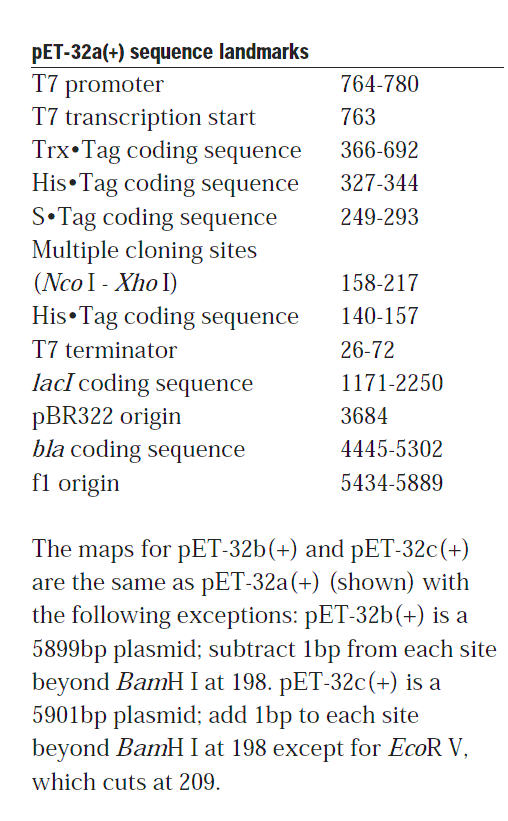 pET-32a(+) sequence landmarks
T7 promoter 764-780
T7 transcription start 763
Trx•Tag coding sequence 366-692
His•Tag coding sequence 327-344
S•Tag coding sequence 249-293
Multiple cloning sites
(Nco I - Xho I) 158-217
His•Tag coding sequence 140-157
T7 terminator 26-72
lacI coding sequence 1171-2250
pBR322 origin 3684
bla coding sequence 4445-5302
f1 origin 5434-5889
The maps for pET-32b(+) and pET-32c(+)
are the same as pET-32a(+) (shown) with
the following exceptions: pET-32b(+) is a
5899bp plasmid; subtract 1bp from each site
beyond BamH I at 198. pET-32c(+) is a
5901bp plasmid; add 1bp to each site
beyond BamH I at 198 except for EcoR V,
which cuts at 209.